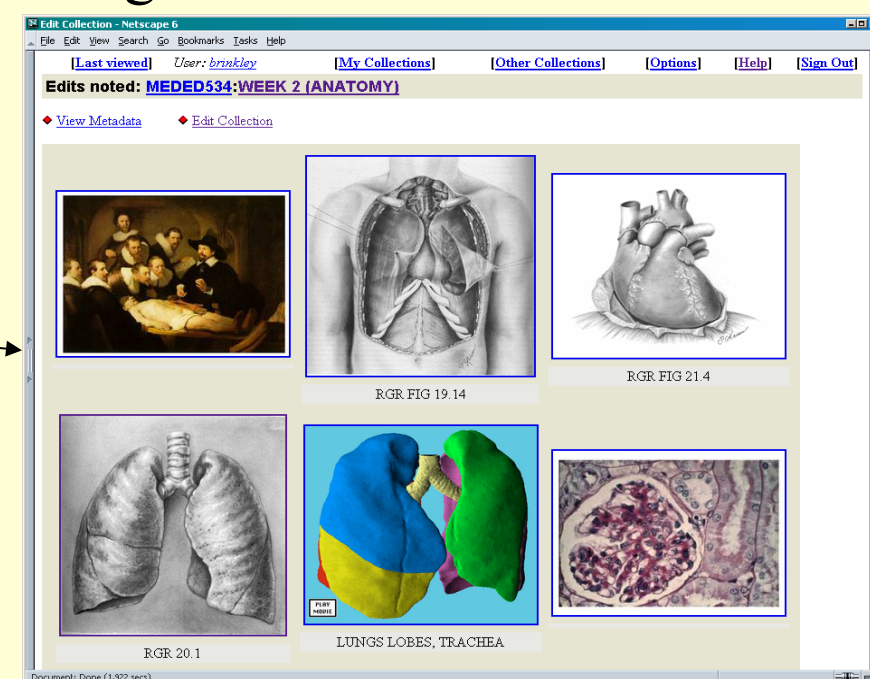 Edit Collection - Netscape 6
File Edit View Search Go Bookmarks Tasks Help
[Last viewed] User: brinkley [My Collections] [Other Collections] [Options] [Help] [Sign Out]
Edits noted: MEDED534:WEEK 2 (ANATOMY)
View Metadata Edit Collection
RGR FIG 19.14
RGR FIG 21.4
PLAY
MOVIE
RGR 20.1
LUNGS LOBES, TRACHEA
Document: Done (1.922 secs)